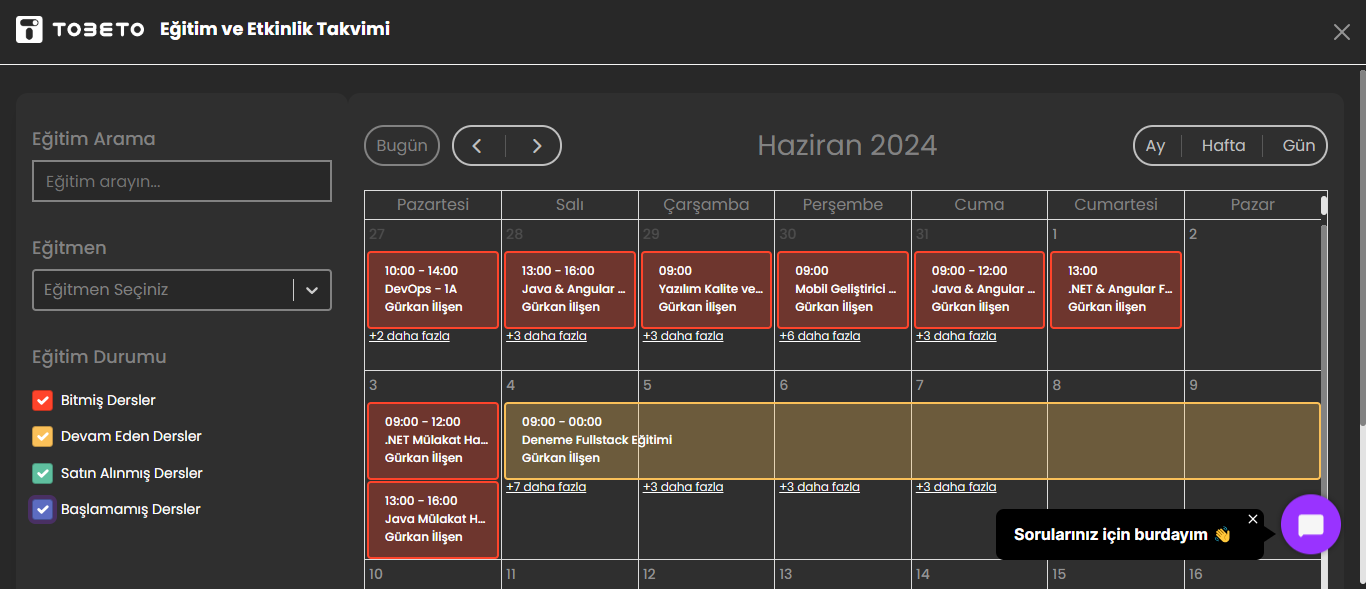 TOBETO Eğitim ve Etkinlik Takvimi
Eğitim Arama
Eğitim arayın...
Eğitmen
Eğitmen Seçiniz
Eğitim Durumu
Bitmiş Dersler
Devam Eden Dersler
Satın Alınmış Dersler
Başlamamış Dersler
Bugün
Haziran 2024
Ay Hafta Gün
Pazartesi Salı Çarşamba Perşembe Cuma Cumartesi Pazar
27 28 29 30 31 1 2
10:00 - 14:00
DevOps - 1A
Gürkan İlişen
+2 daha fazla
13:00 - 16:00
Java & Angular ...
Gürkan İlişen
+3 daha fazla
09:00
Yazılım Kalite ve...
Gürkan İlişen
+3 daha fazla
09:00
Mobil Geliştirici ...
Gürkan İlişen
+6 daha fazla
09:00 - 12:00
Java & Angular ...
Gürkan İlişen
+3 daha fazla
13:00
.NET & Angular F...
Gürkan İlişen
3 4 5 6 7 8 9
09:00 - 12:00
.NET Mülakat Ha...
Gürkan İlişen
13:00 - 16:00
Java Mülakat H...
Gürkan İlişen
09:00 - 00:00
Deneme Fullstack Eğitimi
Gürkan İlişen
+7 daha fazla +3 daha fazla +3 daha fazla +3 daha fazla
10 11 12 13 14 15 16
Sorularınız için burdayım 👋